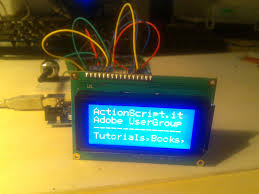 ActionScript.it
Adobe UserGroup
--------------------
Tutorials,Books,